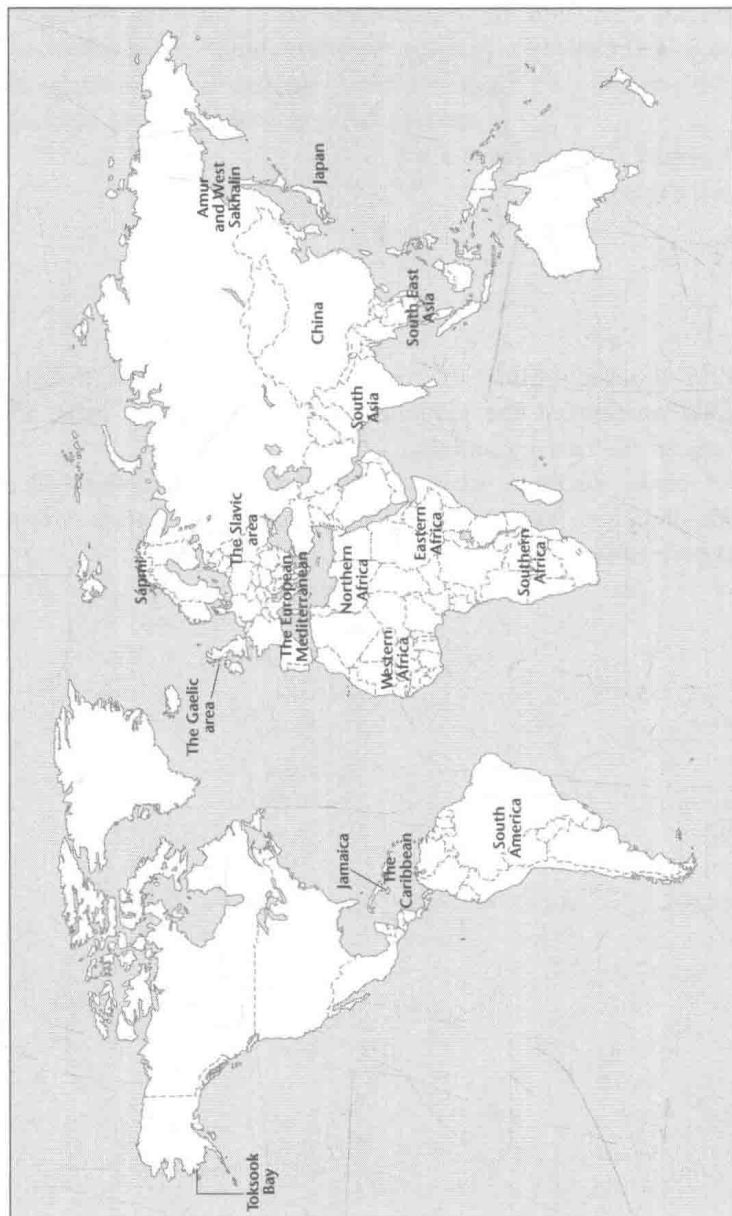 Toksook
Bay
Jamaica
The
Caribbean
South
America
The Gaelic
area
Sápmi
The Slavic
area
The European
Mediterranean
Northern
Africa
Western
Africa
Eastern
Africa
Southern
Africa
South
Asia
China
South East
Asia
Amur
and West
Sakhalin
Japan